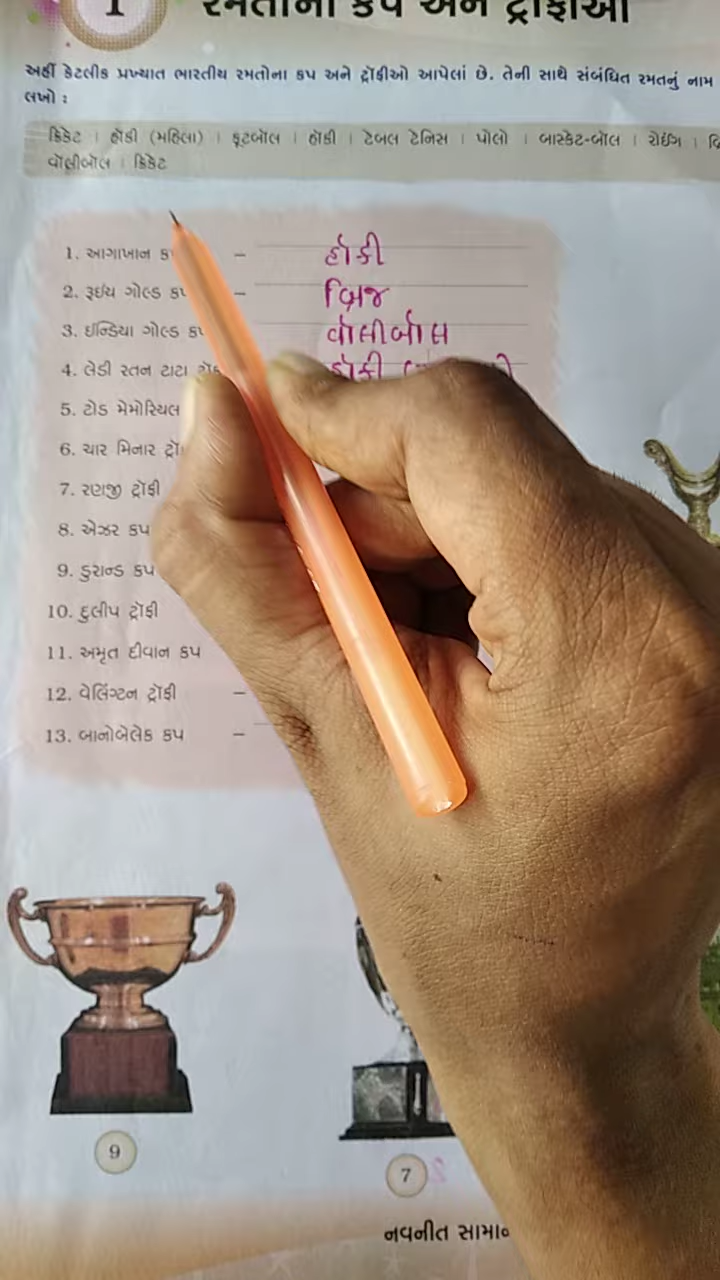 1 રમતોના કપ અને ટ્રૉફીઓ
અહીં કેટલીક પ્રખ્યાત ભારતીય રમતોના કપ અને ટ્રૉફીઓ આપેલાં છે. તેની સાથે સંબંધિત રમતનું નામ
લખો :
ક્રિકેટ । હૉકી (મહિલા) । ફૂટબૉલ । હૉકી । ટેબલ ટેનિસ । પોલો । બાસ્કેટ-બૉલ । રોઇંગ ।
વૉલીબૉલ । ક્રિકેટ
1. આગાખાન – હૉકી
2. રૂઇય ગોલ્ડ કપ – બ્રિજ
3. ઇન્ડિયા ગોલ્ડ કપ વૉલીબૉલ
4. લેડી રતન ટાટા હૉકી
5. ટોડ મેમોરિયલ
6. ચાર મિનાર
7. રણજી ટ્રૉફી
8. એઝર કપ
9. ડુરાન્ડ કપ
10. દુલીપ ટ્રૉફી
11. અમૃત દીવાન કપ
12. વેલિંગ્ટન ટ્રૉફી –
13. બાનોબેલેક કપ –
9
7
નવનીત